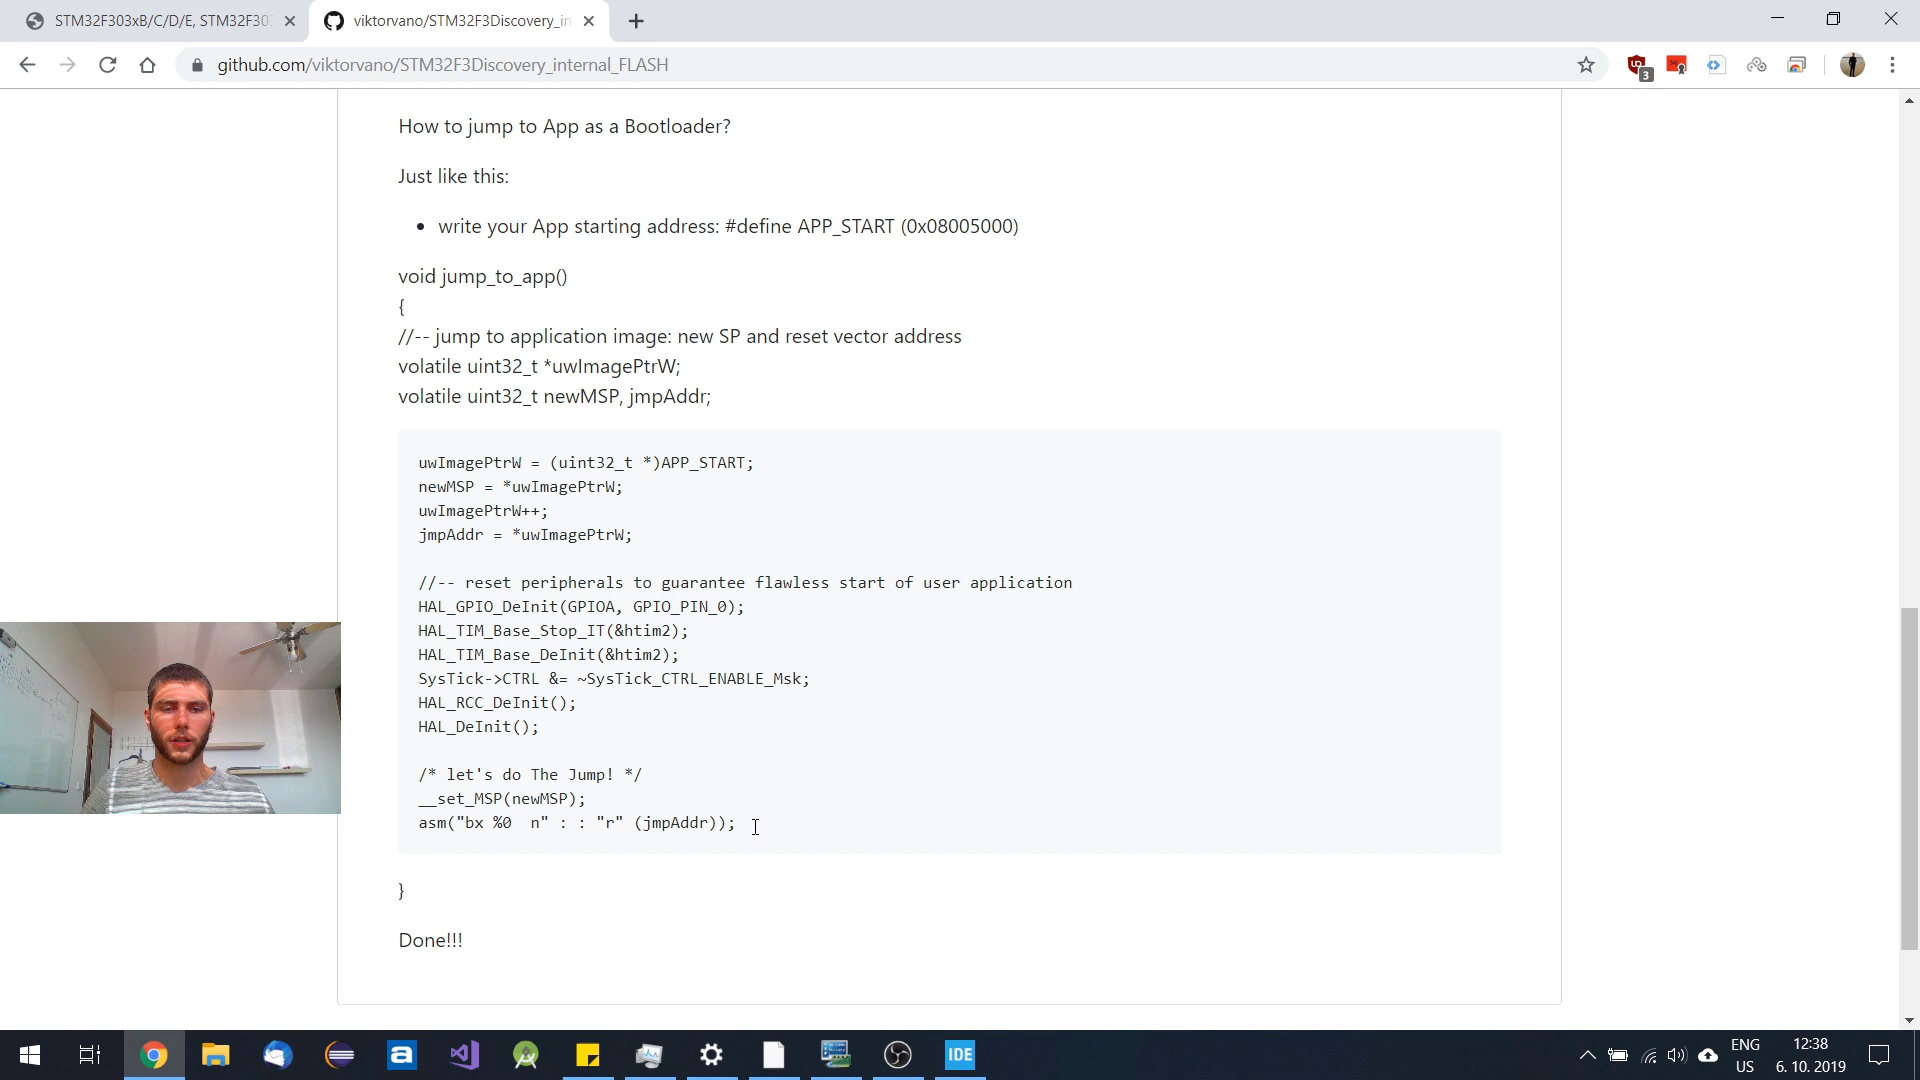 STM32F303xB/C/D/E, STM32F303
viktorvano/STM32F3Discovery_in
github.com/viktorvano/STM32F3Discovery_internal_FLASH
3
How to jump to App as a Bootloader?
Just like this:
• write your App starting address: #define APP_START (0x08005000)
void jump_to_app()
{
//-- jump to application image: new SP and reset vector address
volatile uint32_t *uwImagePtrW;
volatile uint32_t newMSP, jmpAddr;
uwImagePtrW = (uint32_t *)APP_START;
newMSP = *uwImagePtrW;
uwImagePtrW++;
jmpAddr = *uwImagePtrW;
//-- reset peripherals to guarantee flawless start of user application
HAL_GPIO_DeInit(GPIOA, GPIO_PIN_0);
HAL_TIM_Base_Stop_IT(&htim2);
HAL_TIM_Base_DeInit(&htim2);
SysTick->CTRL &= ~SysTick_CTRL_ENABLE_Msk;
HAL_RCC_DeInit();
HAL_DeInit();
/* let's do The Jump! */
__set_MSP(newMSP);
asm("bx %0  n" : : "r" (jmpAddr));
}
Done!!!
IDE
ENG
US
12:38
6. 10. 2019